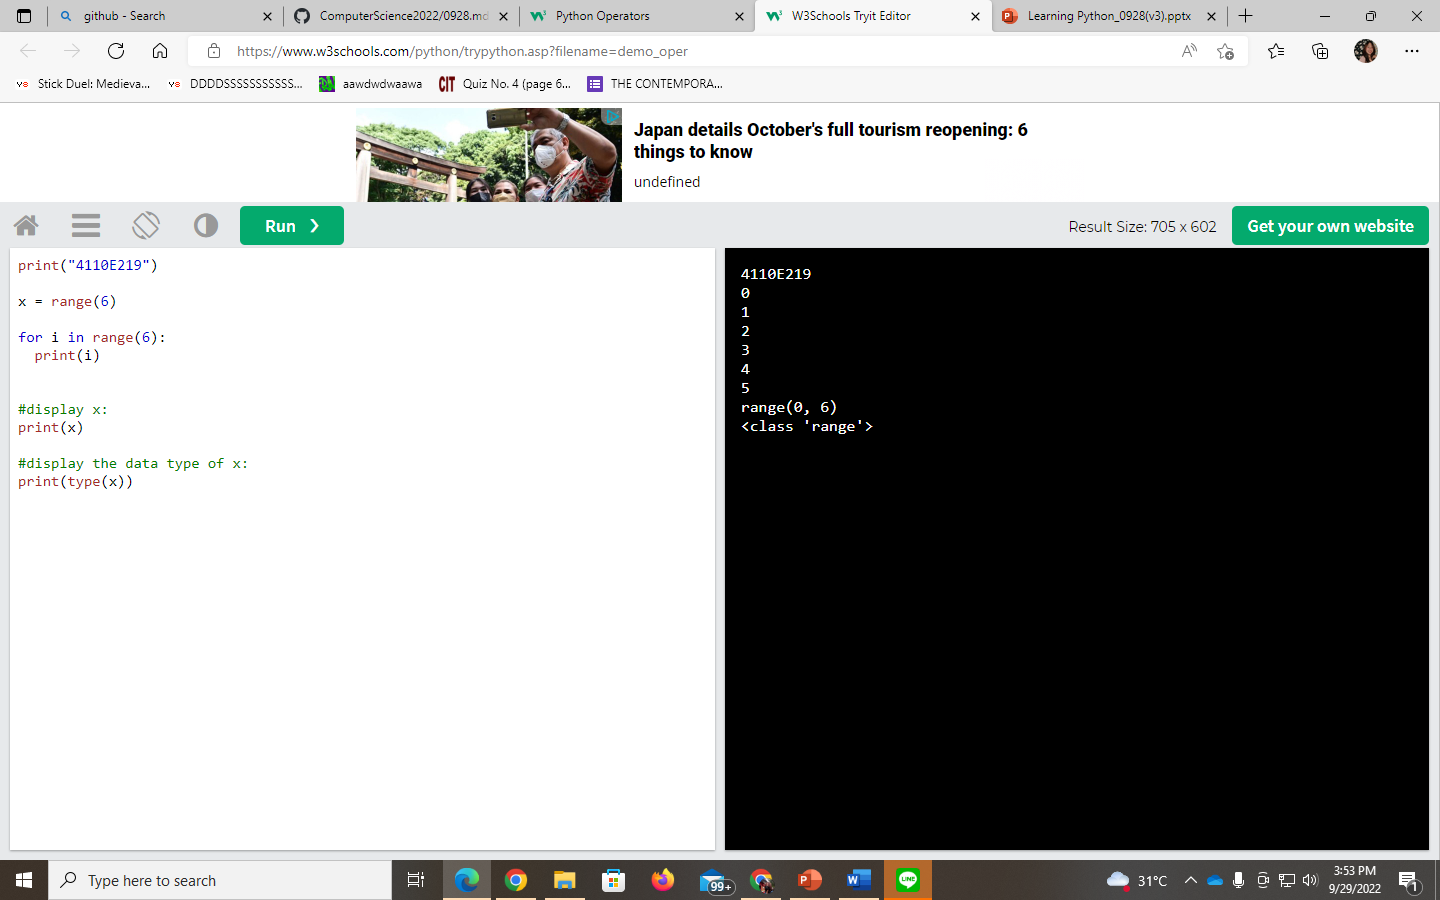 github - Search
ComputerScience2022/0928.md
Python Operators
W3Schools Tryit Editor
Learning Python_0928(v3).pptx
https://www.w3schools.com/python/trypython.asp?filename=demo_oper
Stick Duel: Medieva...
DDDDSSSSSSSSSSS...
aawdwdwaawa
CIT
Quiz No. 4 (page 6...
THE CONTEMPORA...
Japan details October's full tourism reopening: 6
things to know
undefined
Run ❯
Result Size: 705 x 602
Get your own website
print("4110E219")
x = range(6)
for i in range(6):
  print(i)
#display x:
print(x)
#display the data type of x:
print(type(x))
4110E219
0
1
2
3
4
5
range(0, 6)
<class 'range'>
Type here to search
99+
31°C
3:53 PM
9/29/2022
1